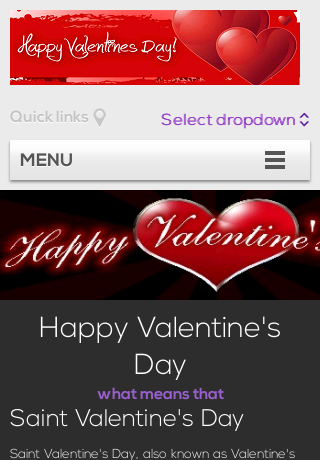 Happy Valentines Day!
Quick links
Select dropdown
MENU
Happy Valentine's
Happy Valentine's
Day
what means that
Saint Valentine's Day
Saint Valentine's Day, also known as Valentine's